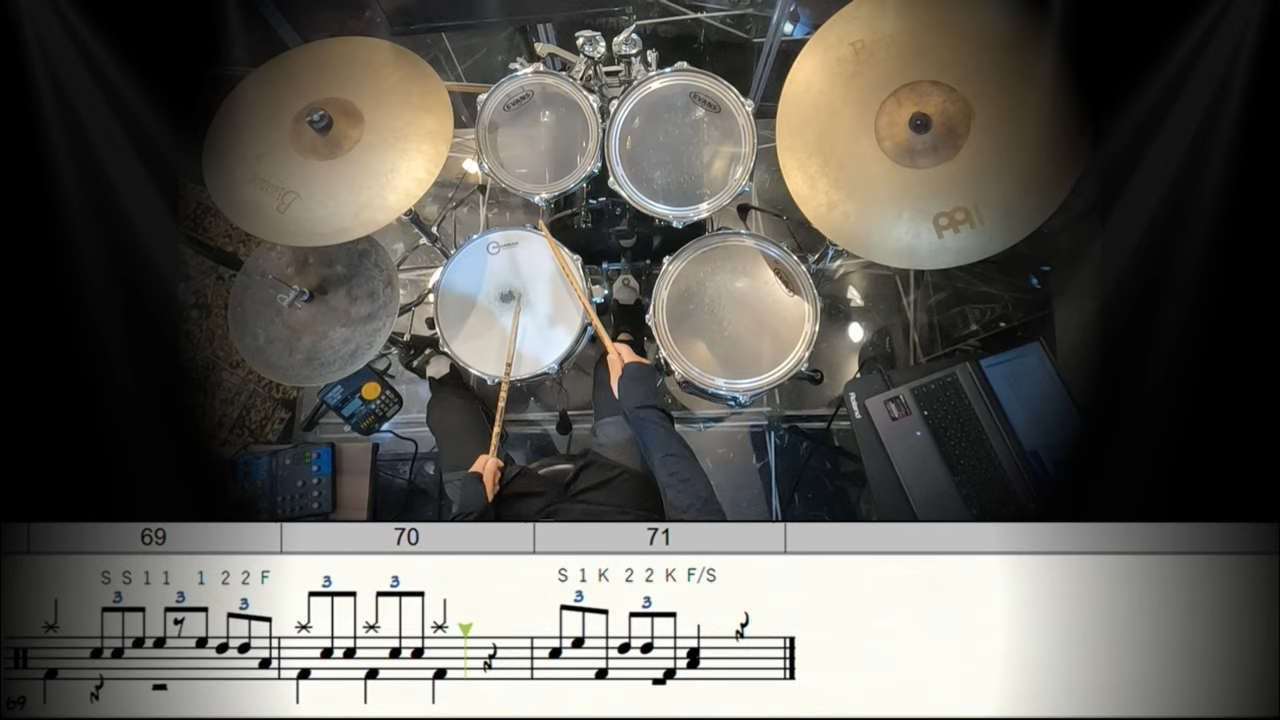 EVANS
EVANS
Roland
69 70 71
S S 1 1 1 2 2 F S 1 K 2 2 K F/S
3 3 3 3 3 3 3
69